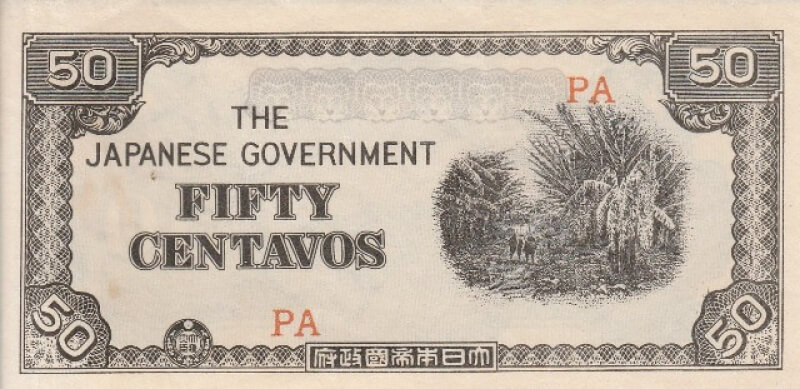 50 50
PA
THE
JAPANESE GOVERNMENT
FIFTY
CENTAVOS
PA
50 50
大日本帝國政府